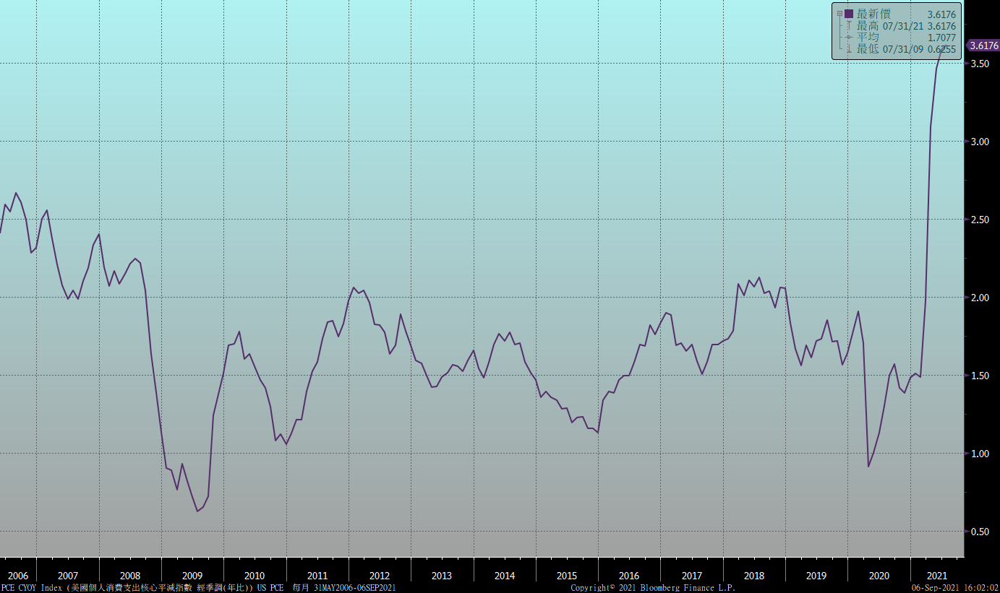 最新價 3.6176
最高 07/31/21 3.6176
平均 1.7077
最低 07/31/09 0.6255
3.6176
3.50
3.00
2.50
2.00
1.50
1.00
0.50
2006 2007 2008 2009 2010 2011 2012 2013 2014 2015 2016 2017 2018 2019 2020 2021
PCE CYOY Index (美國個人消費支出核心平減指數 經季調(年比)) US PCE 每月 31MAY2006-06SEP2021 Copyright© 2021 Bloomberg Finance L.P. 06-Sep-2021 16:02:02